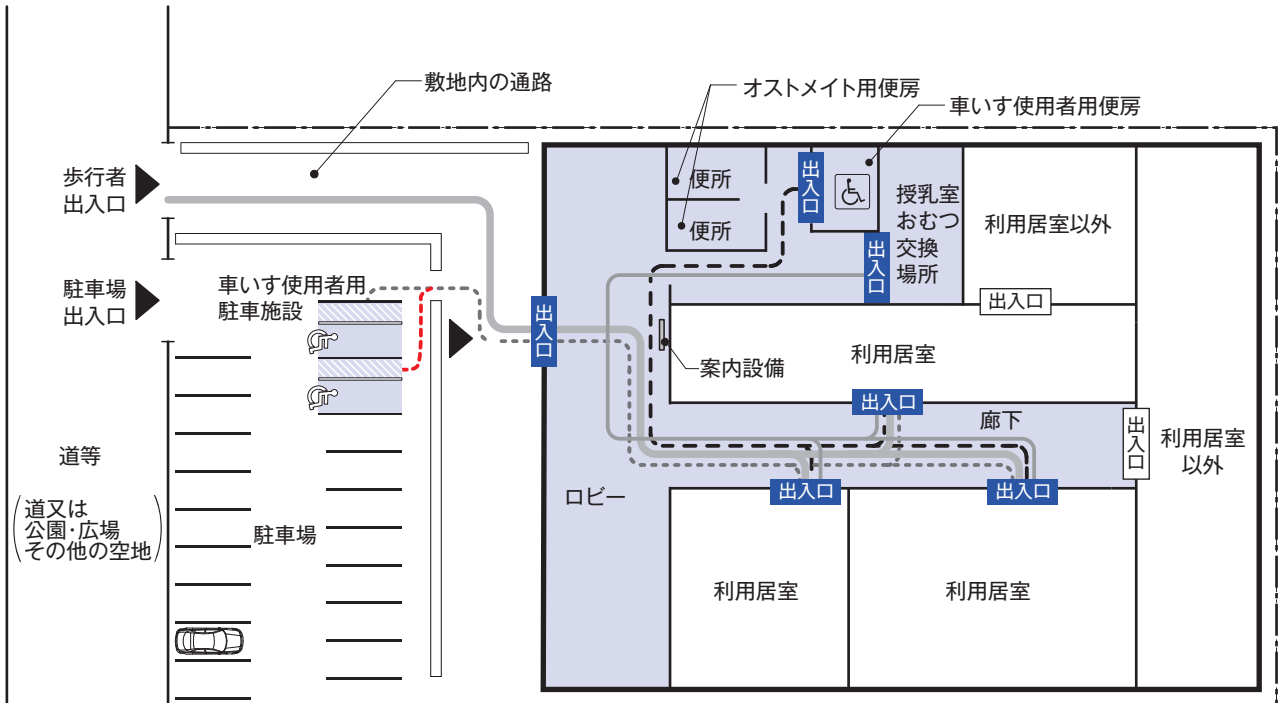 敷地内の通路
オストメイト用便房
車いす使用者用便房
歩行者
出入口
便所
便所
出入口
授乳室
おむつ
交換
場所
出入口
利用居室以外
出入口
駐車場
出入口
車いす使用者用
駐車施設
出入口
案内設備
利用居室
出入口
廊下
出入口
利用居室
以外
道等
(道又は
公園・広場
その他の空地)
駐車場
ロビー
出入口
出入口
利用居室
利用居室